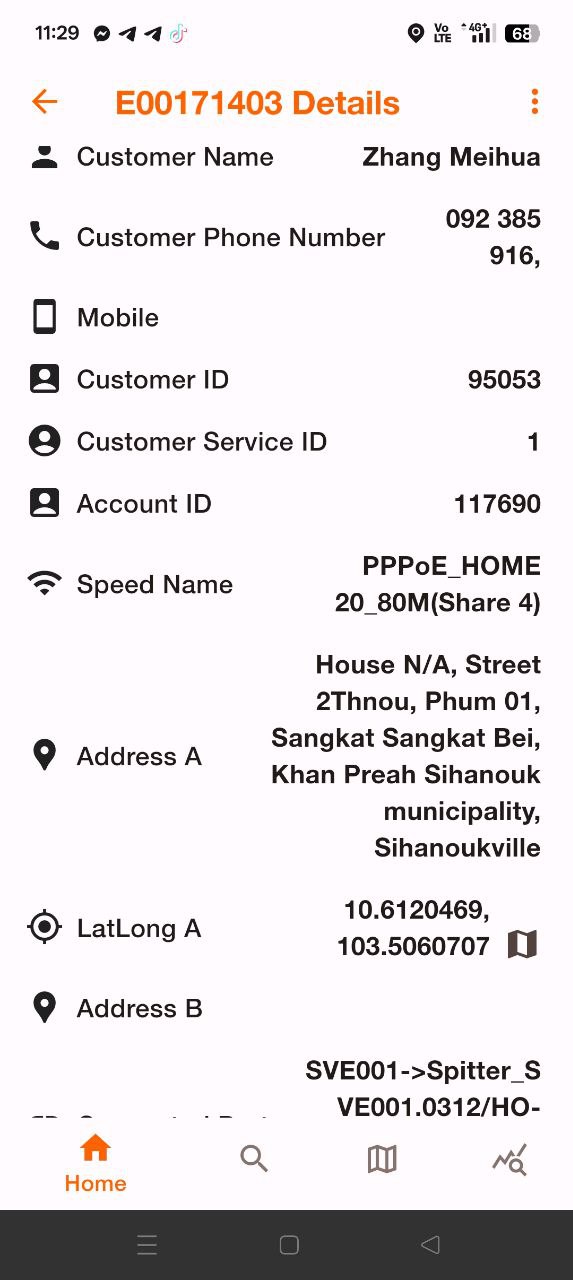 11:29
Vo LTE 4G+ 68
E00171403 Details
Customer Name Zhang Meihua
Customer Phone Number 092 385
916,
Mobile
Customer ID 95053
Customer Service ID 1
Account ID 117690
Speed Name PPPoE_HOME
20_80M(Share 4)
Address A House N/A, Street
2Thnou, Phum 01,
Sangkat Sangkat Bei,
Khan Preah Sihanouk
municipality,
Sihanoukville
LatLong A 10.6120469,
103.5060707
Address B
SVE001->Spitter_S
VE001.0312/HO-
Home